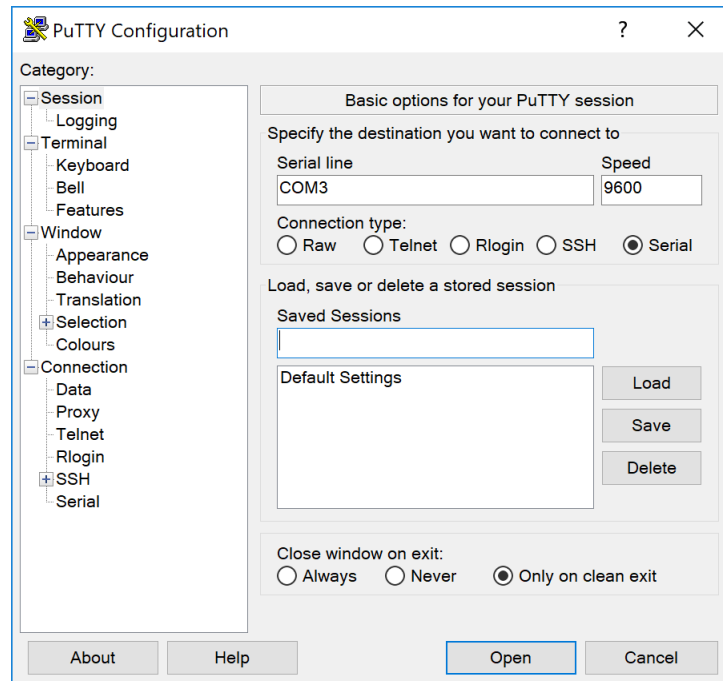 PuTTY Configuration
?
Category:
Session
Logging
Terminal
Keyboard
Bell
Features
Window
Appearance
Behaviour
Translation
Selection
Colours
Connection
Data
Proxy
Telnet
Rlogin
SSH
Serial
Basic options for your PuTTY session
Specify the destination you want to connect to
Serial line Speed
COM3 9600
Connection type:
Raw Telnet Rlogin SSH Serial
Load, save or delete a stored session
Saved Sessions
Default Settings
Load
Save
Delete
Close window on exit:
Always Never Only on clean exit
About Help Open Cancel